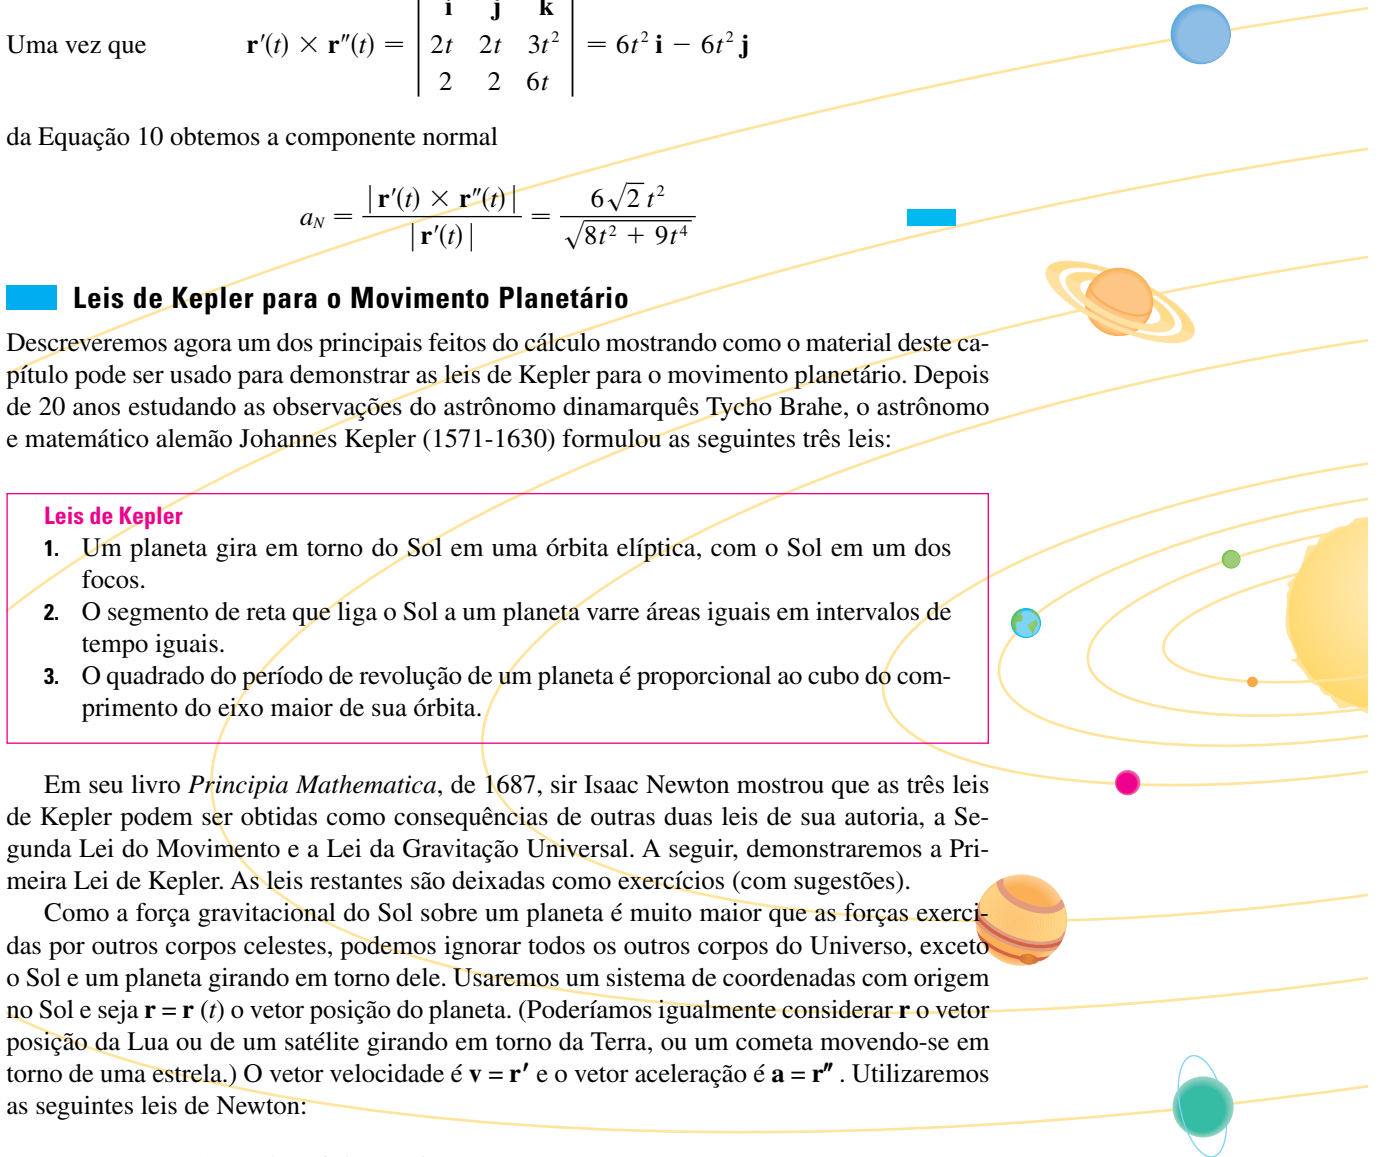 i j k
Uma vez que r′(t) × r″(t) = | 2t 2t 3t² | = 6t² i − 6t² j
2 2 6t
da Equação 10 obtemos a componente normal
a_N = |r′(t) × r″(t)| / |r′(t)| = 6√2 t² / √(8t² + 9t⁴)
Leis de Kepler para o Movimento Planetário
Descreveremos agora um dos principais feitos do cálculo mostrando como o material deste ca-
pítulo pode ser usado para demonstrar as leis de Kepler para o movimento planetário. Depois
de 20 anos estudando as observações do astrônomo dinamarquês Tycho Brahe, o astrônomo
e matemático alemão Johannes Kepler (1571-1630) formulou as seguintes três leis:
Leis de Kepler
1. Um planeta gira em torno do Sol em uma órbita elíptica, com o Sol em um dos
focos.
2. O segmento de reta que liga o Sol a um planeta varre áreas iguais em intervalos de
tempo iguais.
3. O quadrado do período de revolução de um planeta é proporcional ao cubo do com-
primento do eixo maior de sua órbita.
Em seu livro Principia Mathematica, de 1687, sir Isaac Newton mostrou que as três leis
de Kepler podem ser obtidas como consequências de outras duas leis de sua autoria, a Se-
gunda Lei do Movimento e a Lei da Gravitação Universal. A seguir, demonstraremos a Pri-
meira Lei de Kepler. As leis restantes são deixadas como exercícios (com sugestões).
Como a força gravitacional do Sol sobre um planeta é muito maior que as forças exerci-
das por outros corpos celestes, podemos ignorar todos os outros corpos do Universo, exceto
o Sol e um planeta girando em torno dele. Usaremos um sistema de coordenadas com origem
no Sol e seja r = r (t) o vetor posição do planeta. (Poderíamos igualmente considerar r o vetor
posição da Lua ou de um satélite girando em torno da Terra, ou um cometa movendo-se em
torno de uma estrela.) O vetor velocidade é v = r′ e o vetor aceleração é a = r″ . Utilizaremos
as seguintes leis de Newton: